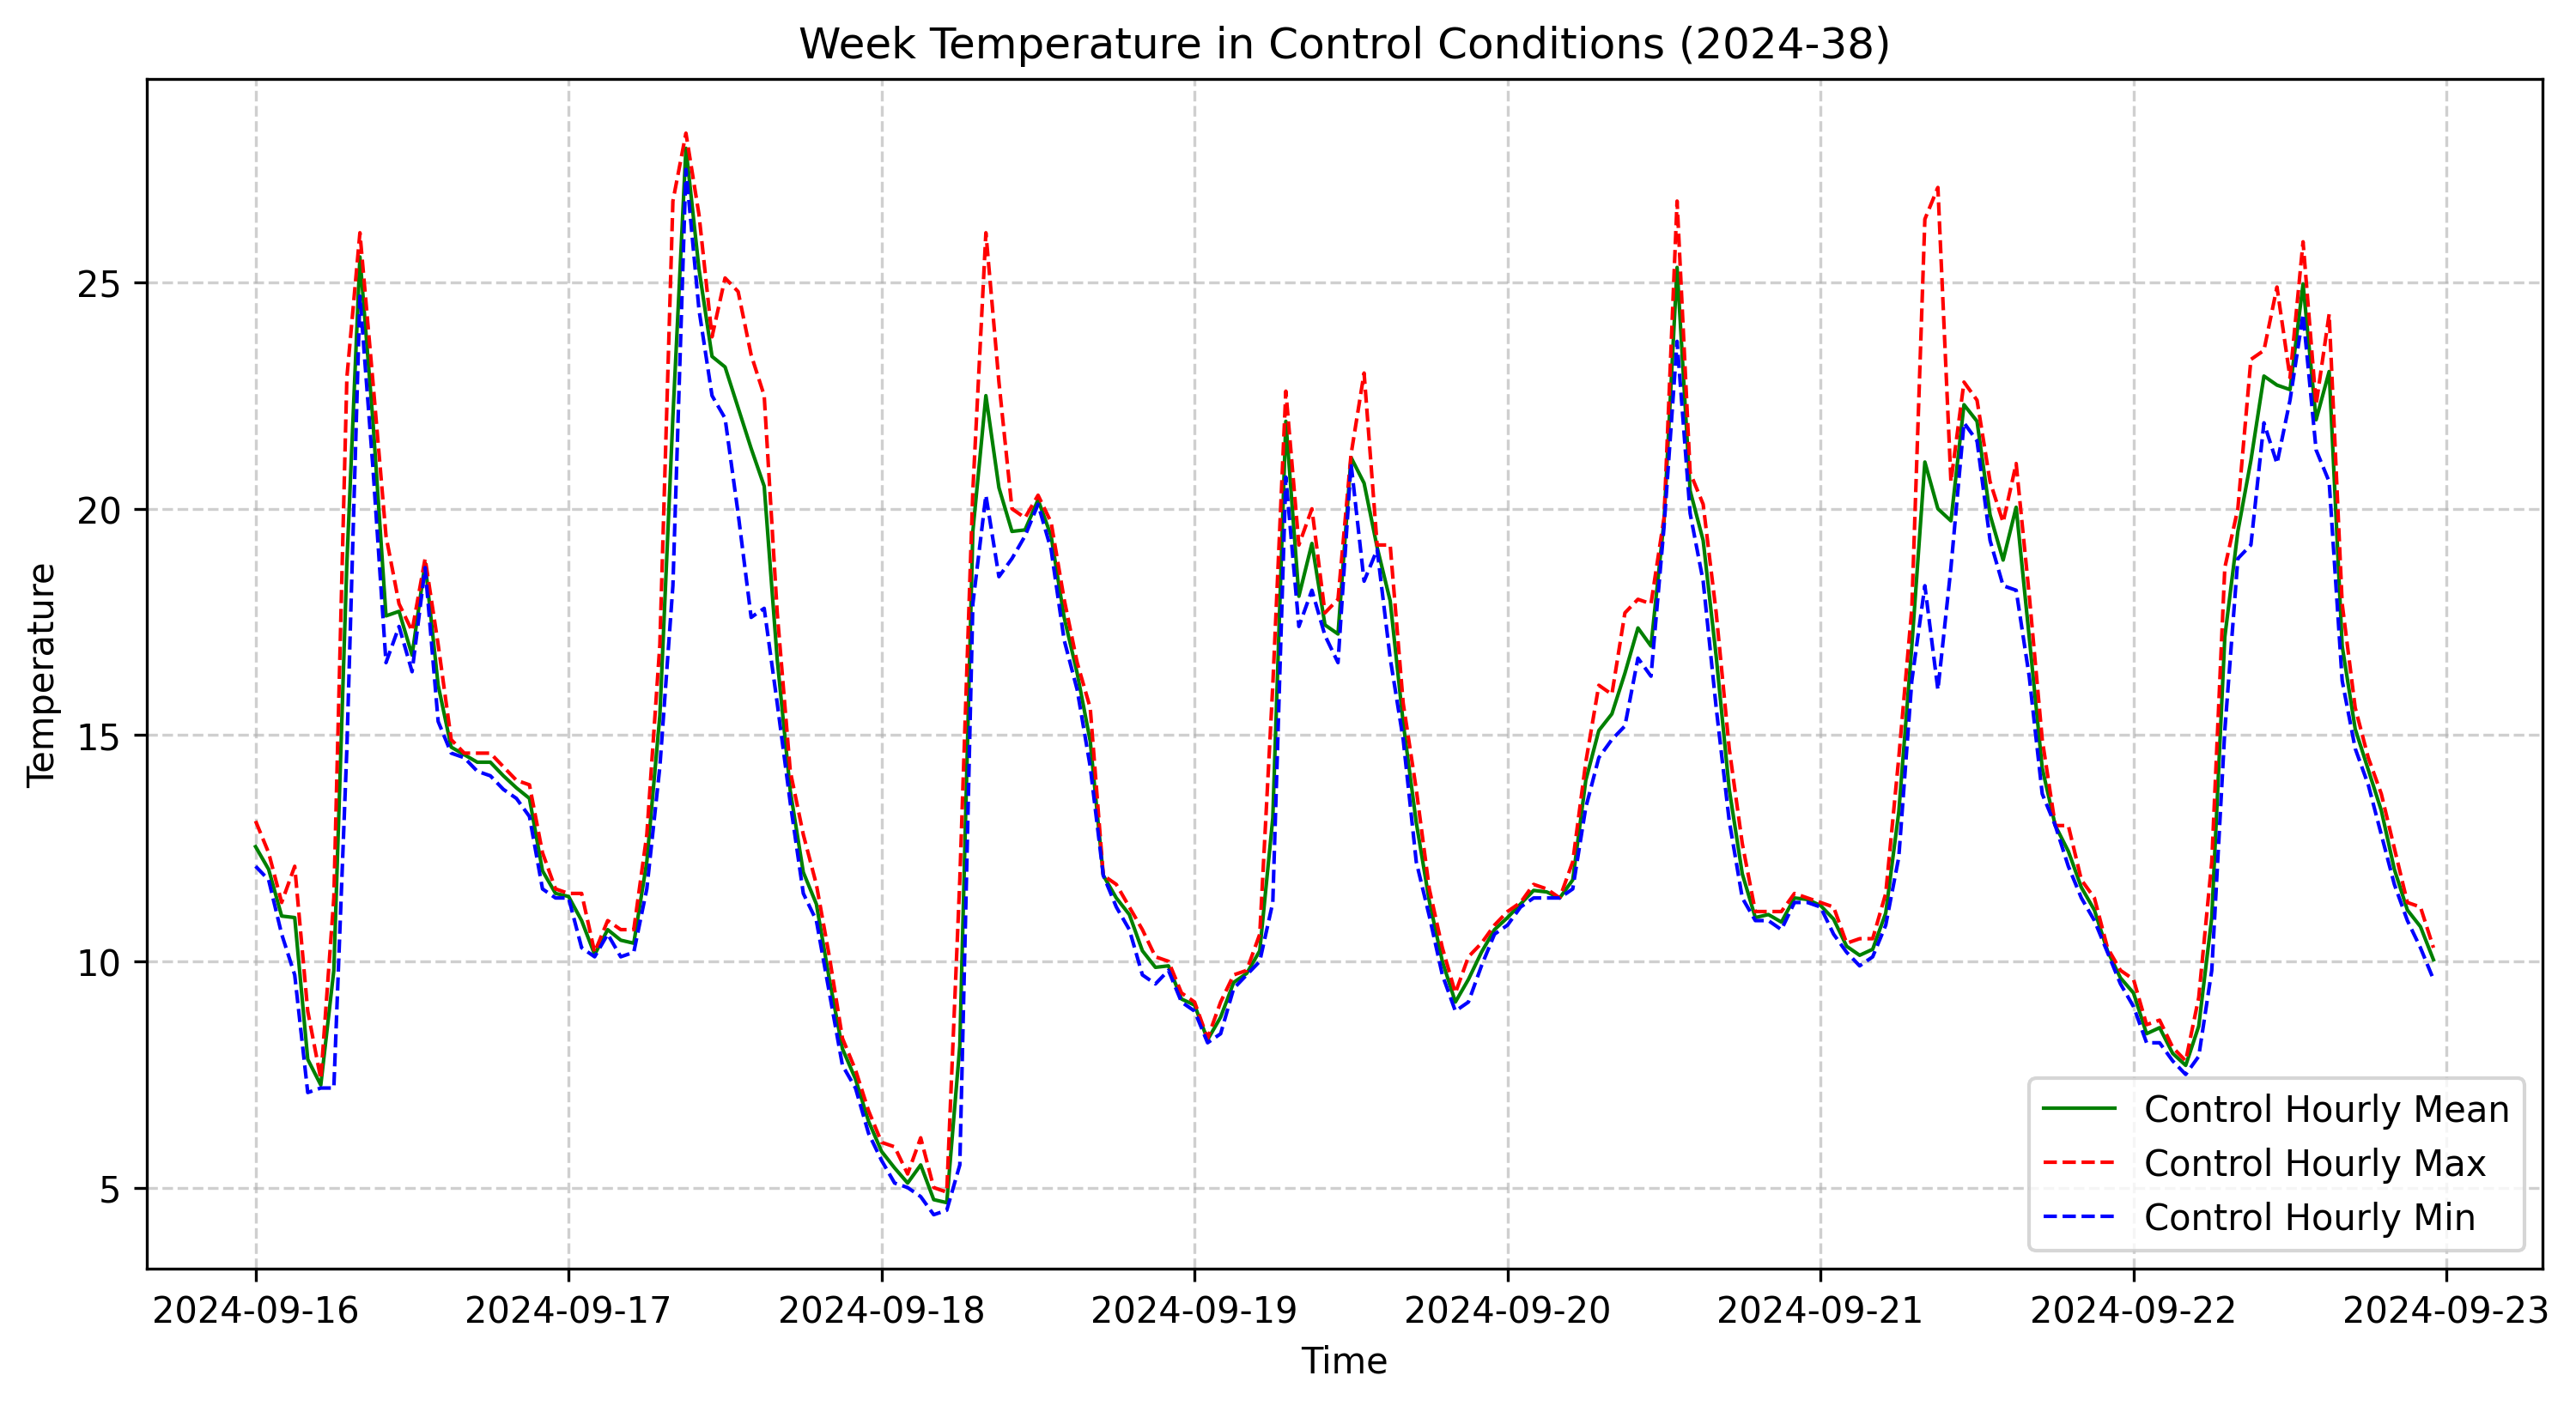 Week Temperature in Control Conditions (2024-38)
Temperature
25
20
15
10
5
Control Hourly Mean
Control Hourly Max
Control Hourly Min
2024-09-16 2024-09-17 2024-09-18 2024-09-19 2024-09-20 2024-09-21 2024-09-22 2024-09-23
Time